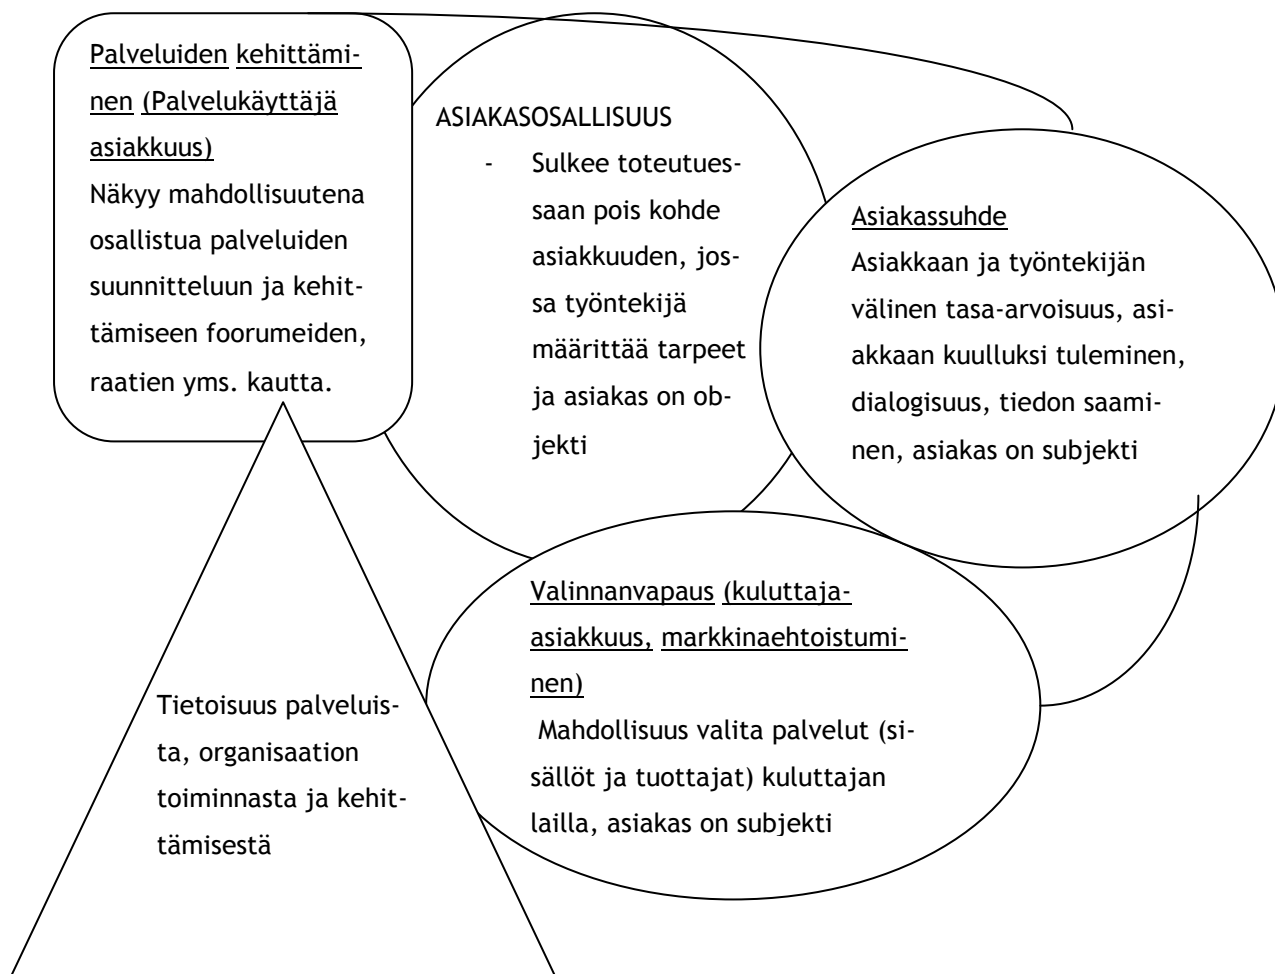 Palveluiden kehittämi-
nen (Palvelukäyttäjä
asiakkuus)
Näkyy mahdollisuutena
osallistua palveluiden
suunnitteluun ja kehit-
tämiseen foorumeiden,
raatien yms. kautta.
ASIAKASOSALLISUUS
- Sulkee toteutues-
saan pois kohde
asiakkuuden, jos-
sa työntekijä
määrittää tarpeet
ja asiakas on ob-
jekti
Asiakassuhde
Asiakkaan ja työntekijän
välinen tasa-arvoisuus, asi-
akkaan kuulluksi tuleminen,
dialogisuus, tiedon saami-
nen, asiakas on subjekti
Valinnanvapaus (kuluttaja-
asiakkuus, markkinaehtoistumi-
nen)
Mahdollisuus valita palvelut (si-
sällöt ja tuottajat) kuluttajan
lailla, asiakas on subjekti
Tietoisuus palveluis-
ta, organisaation
toiminnasta ja kehit-
tämisestä